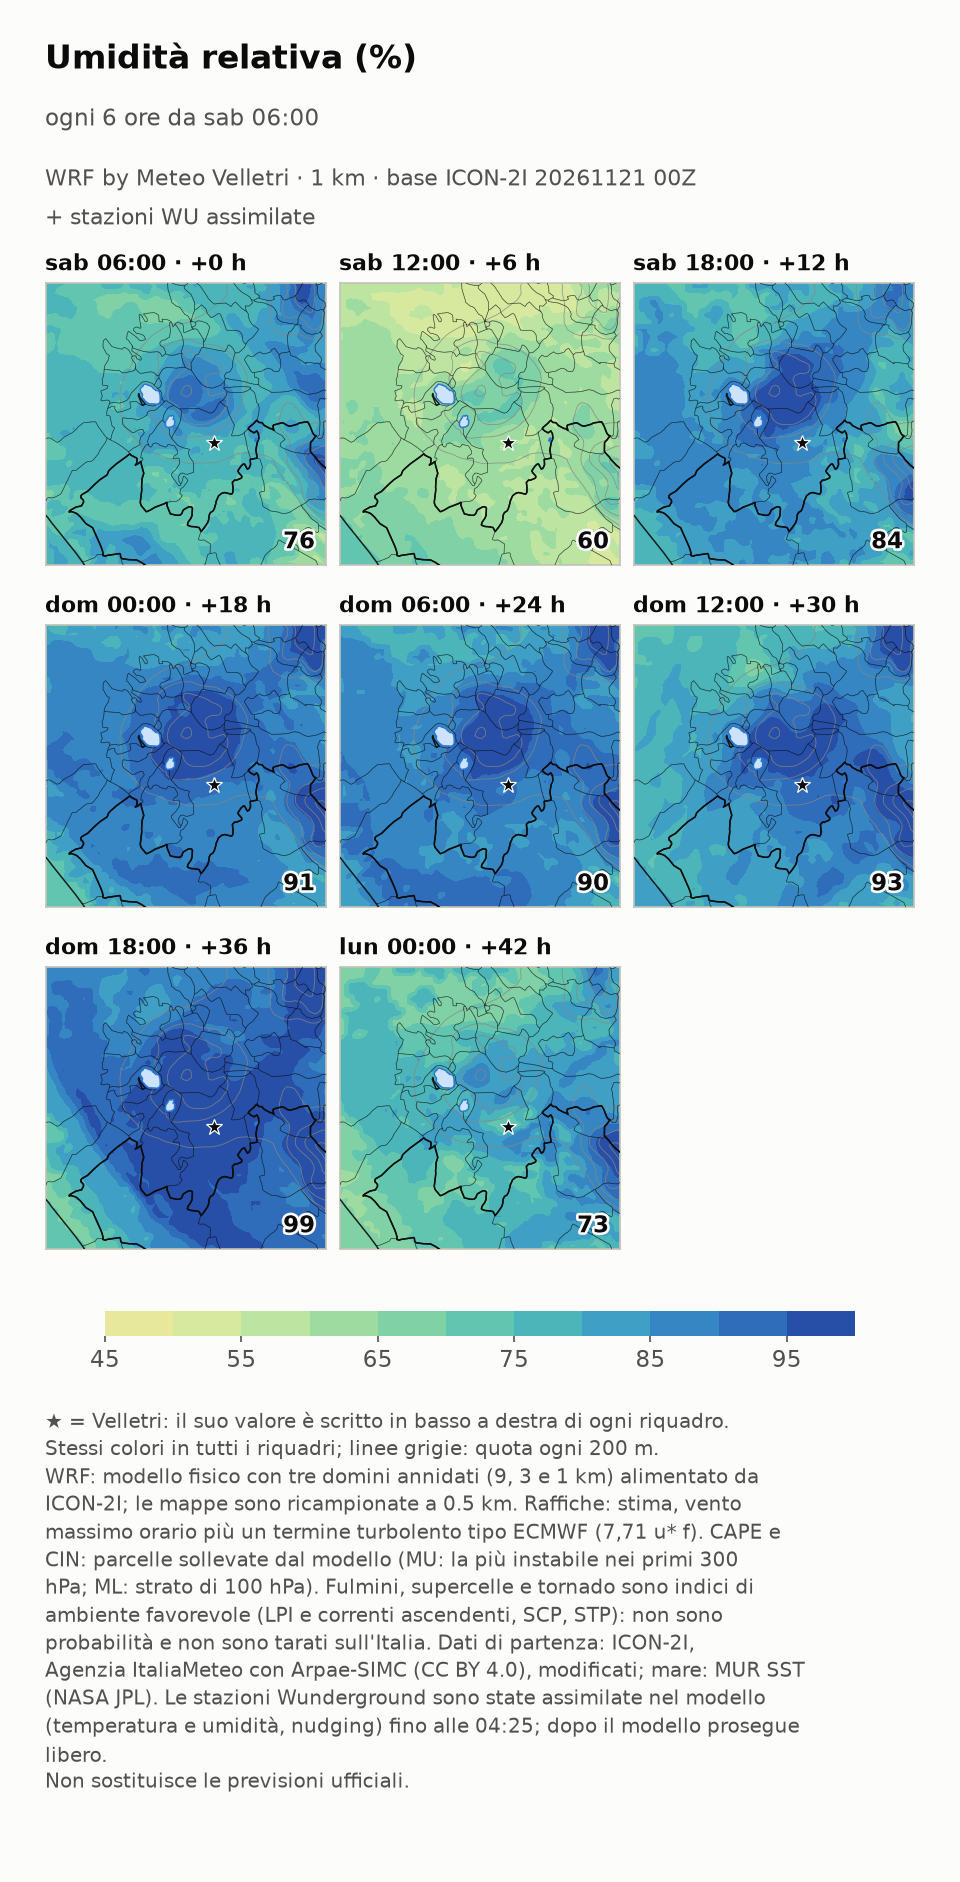 Umidità relativa (%)
ogni 6 ore da sab 06:00
WRF by Meteo Velletri · 1 km · base ICON-2I 20261121 00Z
+ stazioni WU assimilate
sab 06:00 · +0 h
sab 12:00 · +6 h
sab 18:00 · +12 h
76
60
84
dom 00:00 · +18 h
dom 06:00 · +24 h
dom 12:00 · +30 h
91
90
93
dom 18:00 · +36 h
lun 00:00 · +42 h
99
73
45 55 65 75 85 95
★ = Velletri: il suo valore è scritto in basso a destra di ogni riquadro.
Stessi colori in tutti i riquadri; linee grigie: quota ogni 200 m.
WRF: modello fisico con tre domini annidati (9, 3 e 1 km) alimentato da
ICON-2I; le mappe sono ricampionate a 0.5 km. Raffiche: stima, vento
massimo orario più un termine turbolento tipo ECMWF (7,71 u* f). CAPE e
CIN: parcelle sollevate dal modello (MU: la più instabile nei primi 300
hPa; ML: strato di 100 hPa). Fulmini, supercelle e tornado sono indici di
ambiente favorevole (LPI e correnti ascendenti, SCP, STP): non sono
probabilità e non sono tarati sull'Italia. Dati di partenza: ICON-2I,
Agenzia ItaliaMeteo con Arpae-SIMC (CC BY 4.0), modificati; mare: MUR SST
(NASA JPL). Le stazioni Wunderground sono state assimilate nel modello
(temperatura e umidità, nudging) fino alle 04:25; dopo il modello prosegue
libero.
Non sostituisce le previsioni ufficiali.